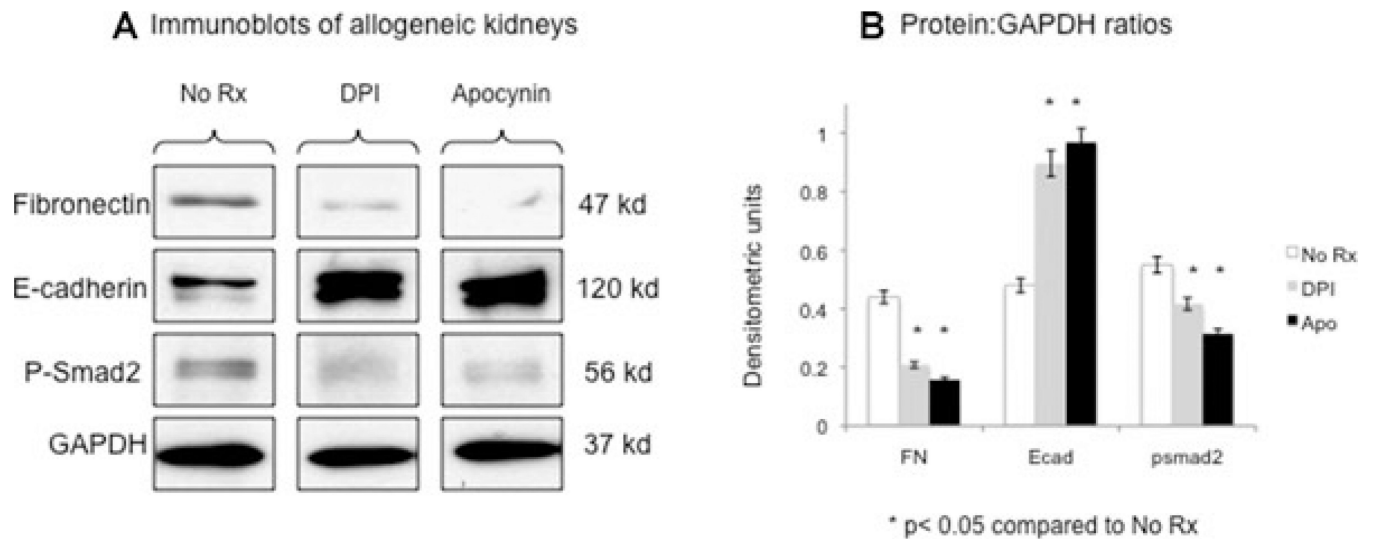 A Immunoblots of allogeneic kidneys
No Rx DPI Apocynin
Fibronectin 47 kd
E-cadherin 120 kd
P-Smad2 56 kd
GAPDH 37 kd
B Protein:GAPDH ratios
Densitometric units
1
0.8
0.6
0.4
0.2
0
* *
* *
* *
FN Ecad psmad2
No Rx
DPI
Apo
* p< 0.05 compared to No Rx